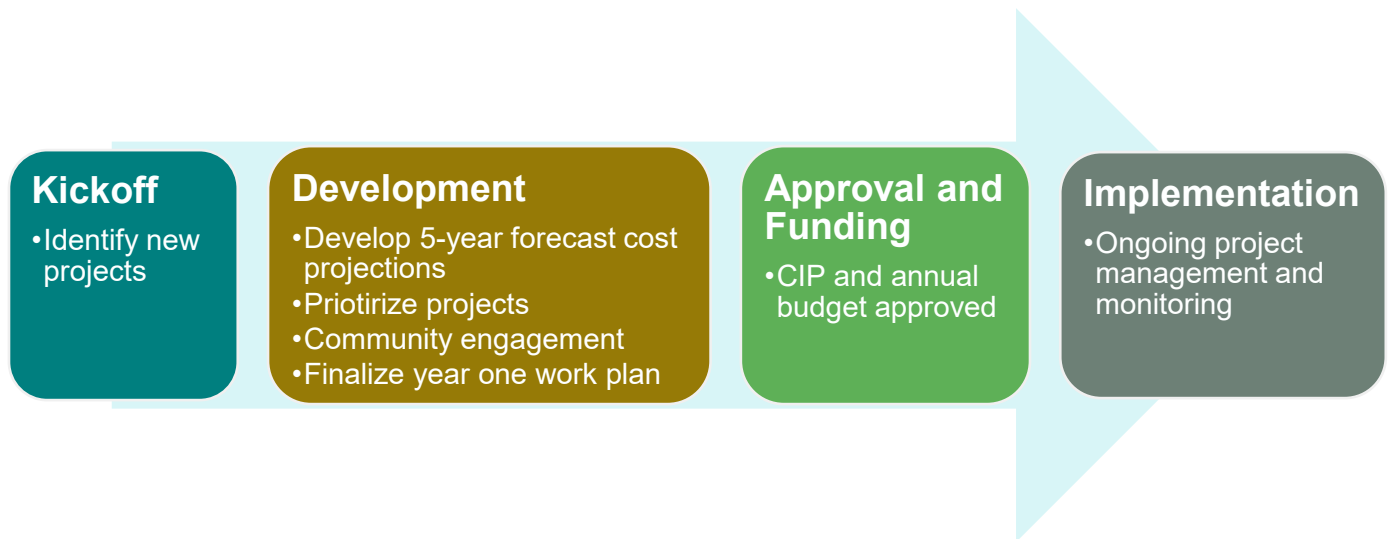 Kickoff
•Identify new
projects
Development
•Develop 5-year forecast cost
projections
•Priotirize projects
•Community engagement
•Finalize year one work plan
Approval and
Funding
•CIP and annual
budget approved
Implementation
•Ongoing project
management and
monitoring